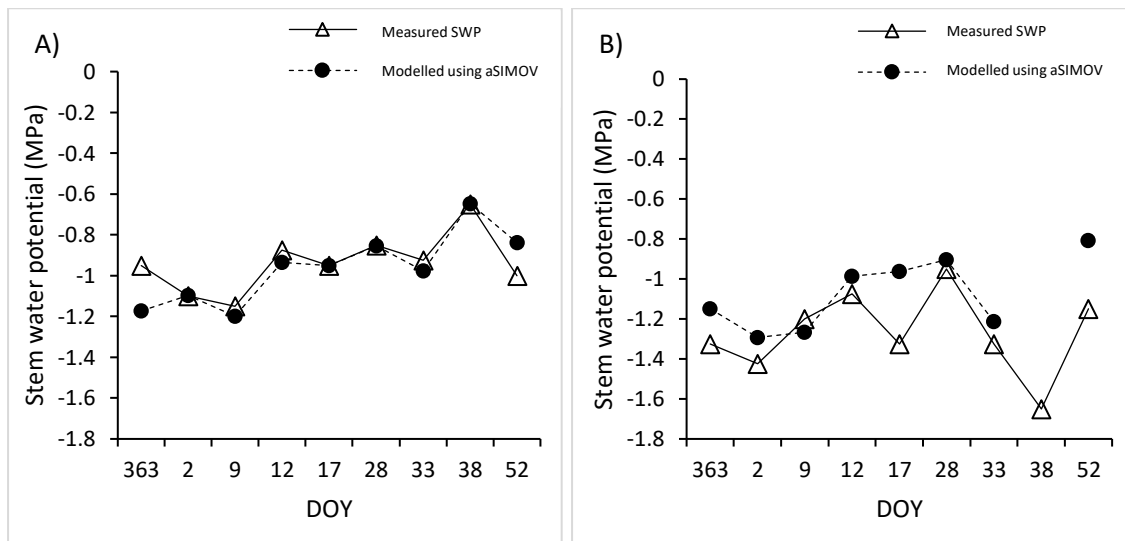 A)
Measured SWP
Modelled using aSIMOV
Stem water potential (MPa)
0
-0.2
-0.4
-0.6
-0.8
-1
-1.2
-1.4
-1.6
-1.8
363 2 9 12 17 28 33 38 52
DOY
B)
Measured SWP
Modelled using aSIMOV
Stem water potential (MPa)
0
-0.2
-0.4
-0.6
-0.8
-1
-1.2
-1.4
-1.6
-1.8
363 2 9 12 17 28 33 38 52
DOY